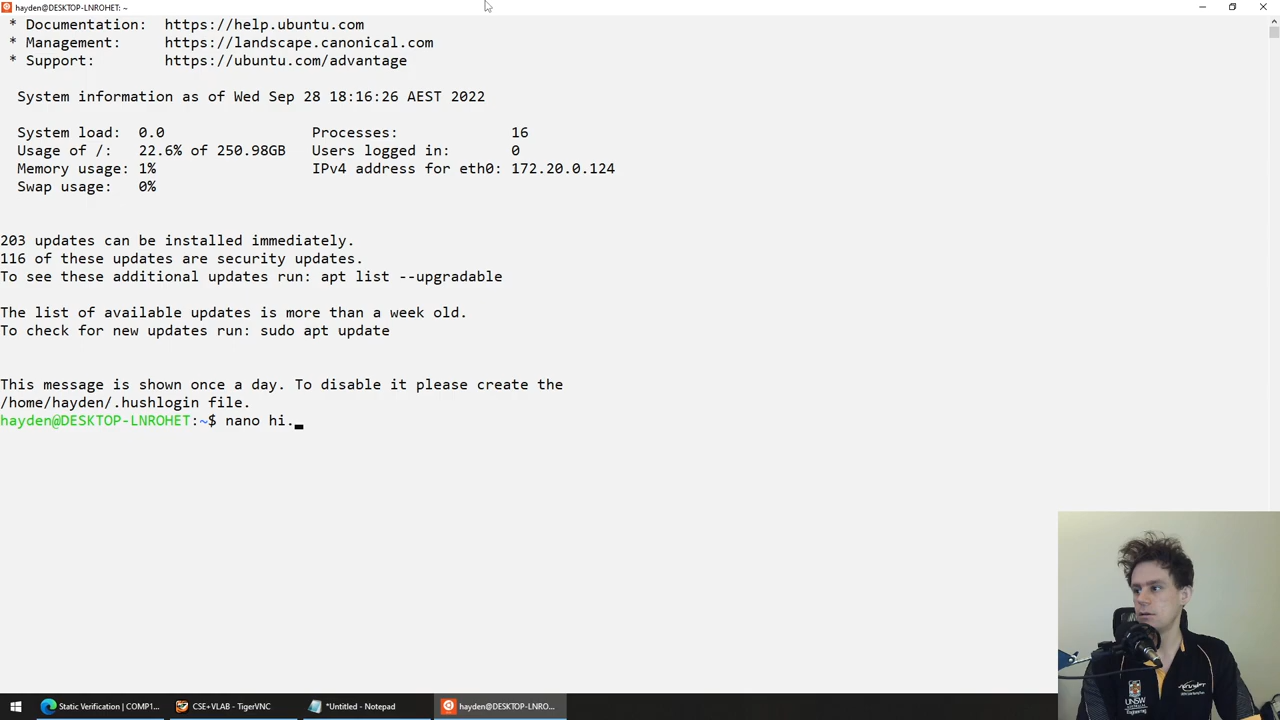 hayden@DESKTOP-LNROHET: ~
* Documentation:  https://help.ubuntu.com
* Management:     https://landscape.canonical.com
* Support:        https://ubuntu.com/advantage
System information as of Wed Sep 28 18:16:26 AEST 2022
System load:  0.0                 Processes:             16
Usage of /:   22.6% of 250.98GB   Users logged in:       0
Memory usage: 1%                  IPv4 address for eth0: 172.20.0.124
Swap usage:   0%
203 updates can be installed immediately.
116 of these updates are security updates.
To see these additional updates run: apt list --upgradable
The list of available updates is more than a week old.
To check for new updates run: sudo apt update
This message is shown once a day. To disable it please create the
/home/hayden/.hushlogin file.
hayden@DESKTOP-LNROHET:~$ nano hi.
UNSW
Static Verification | COMP1... CSE+VLAB - TigerVNC *Untitled - Notepad hayden@DESKTOP-LNRO...